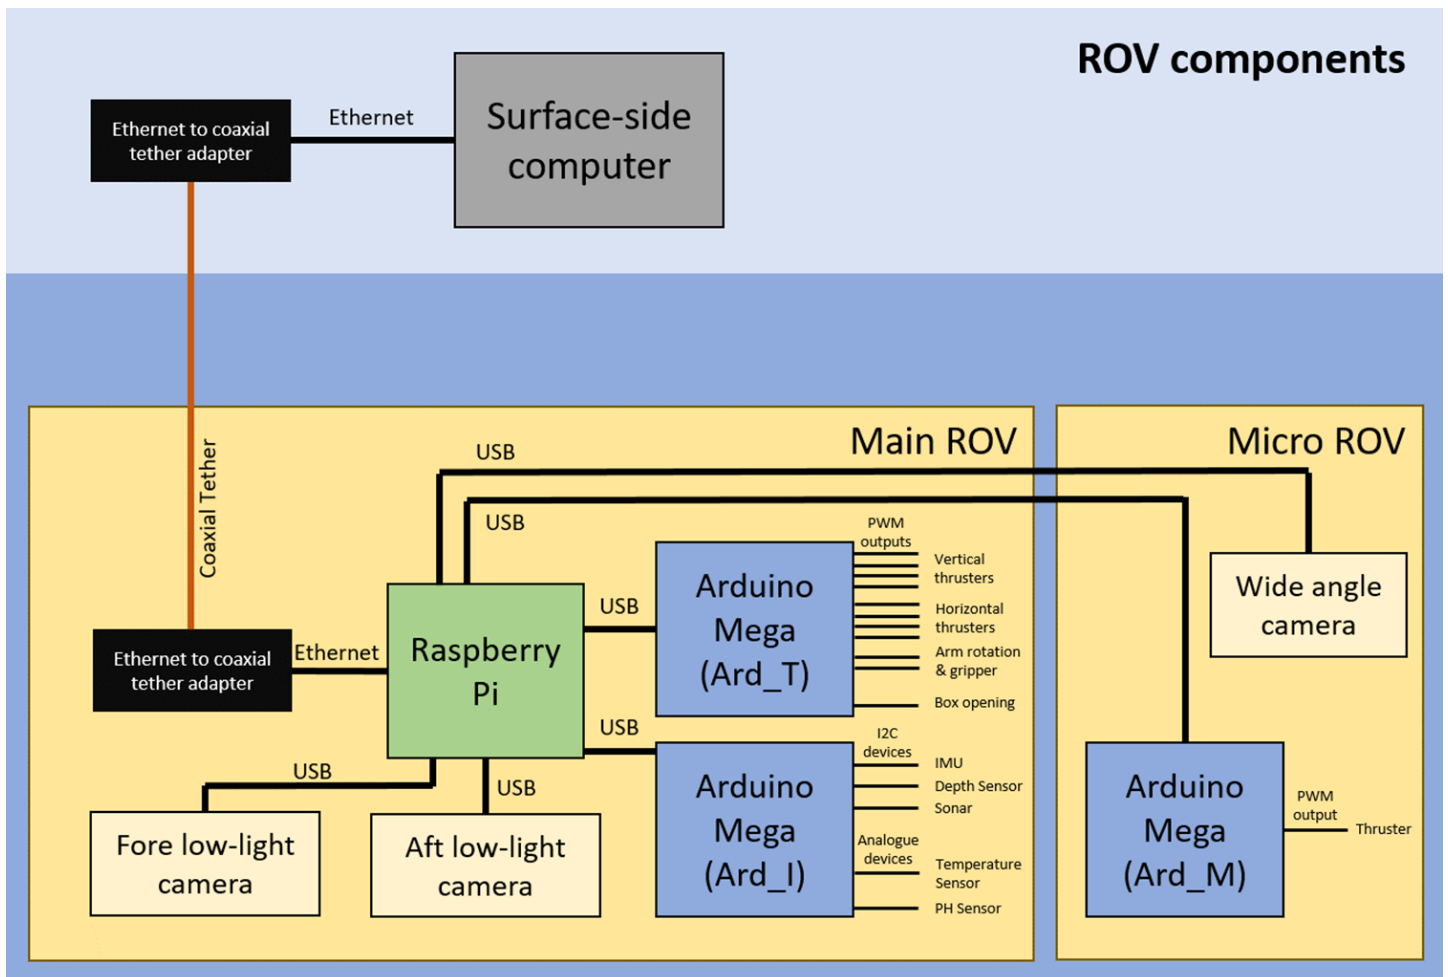 ROV components
Ethernet to coaxial
tether adapter
Ethernet
Surface-side
computer
Coaxial Tether
Main ROV
Micro ROV
USB
USB
PWM
outputs
Vertical
thrusters
Horizontal
thrusters
Arm rotation
& gripper
Box opening
Arduino
Mega
(Ard_T)
USB
Wide angle
camera
Ethernet to coaxial
tether adapter
Ethernet
Raspberry
Pi
USB
I2C
devices
IMU
Depth Sensor
Sonar
Analogue
devices
Temperature
Sensor
PH Sensor
Arduino
Mega
(Ard_I)
USB
USB
Fore low-light
camera
Aft low-light
camera
Arduino
Mega
(Ard_M)
PWM
output
Thruster